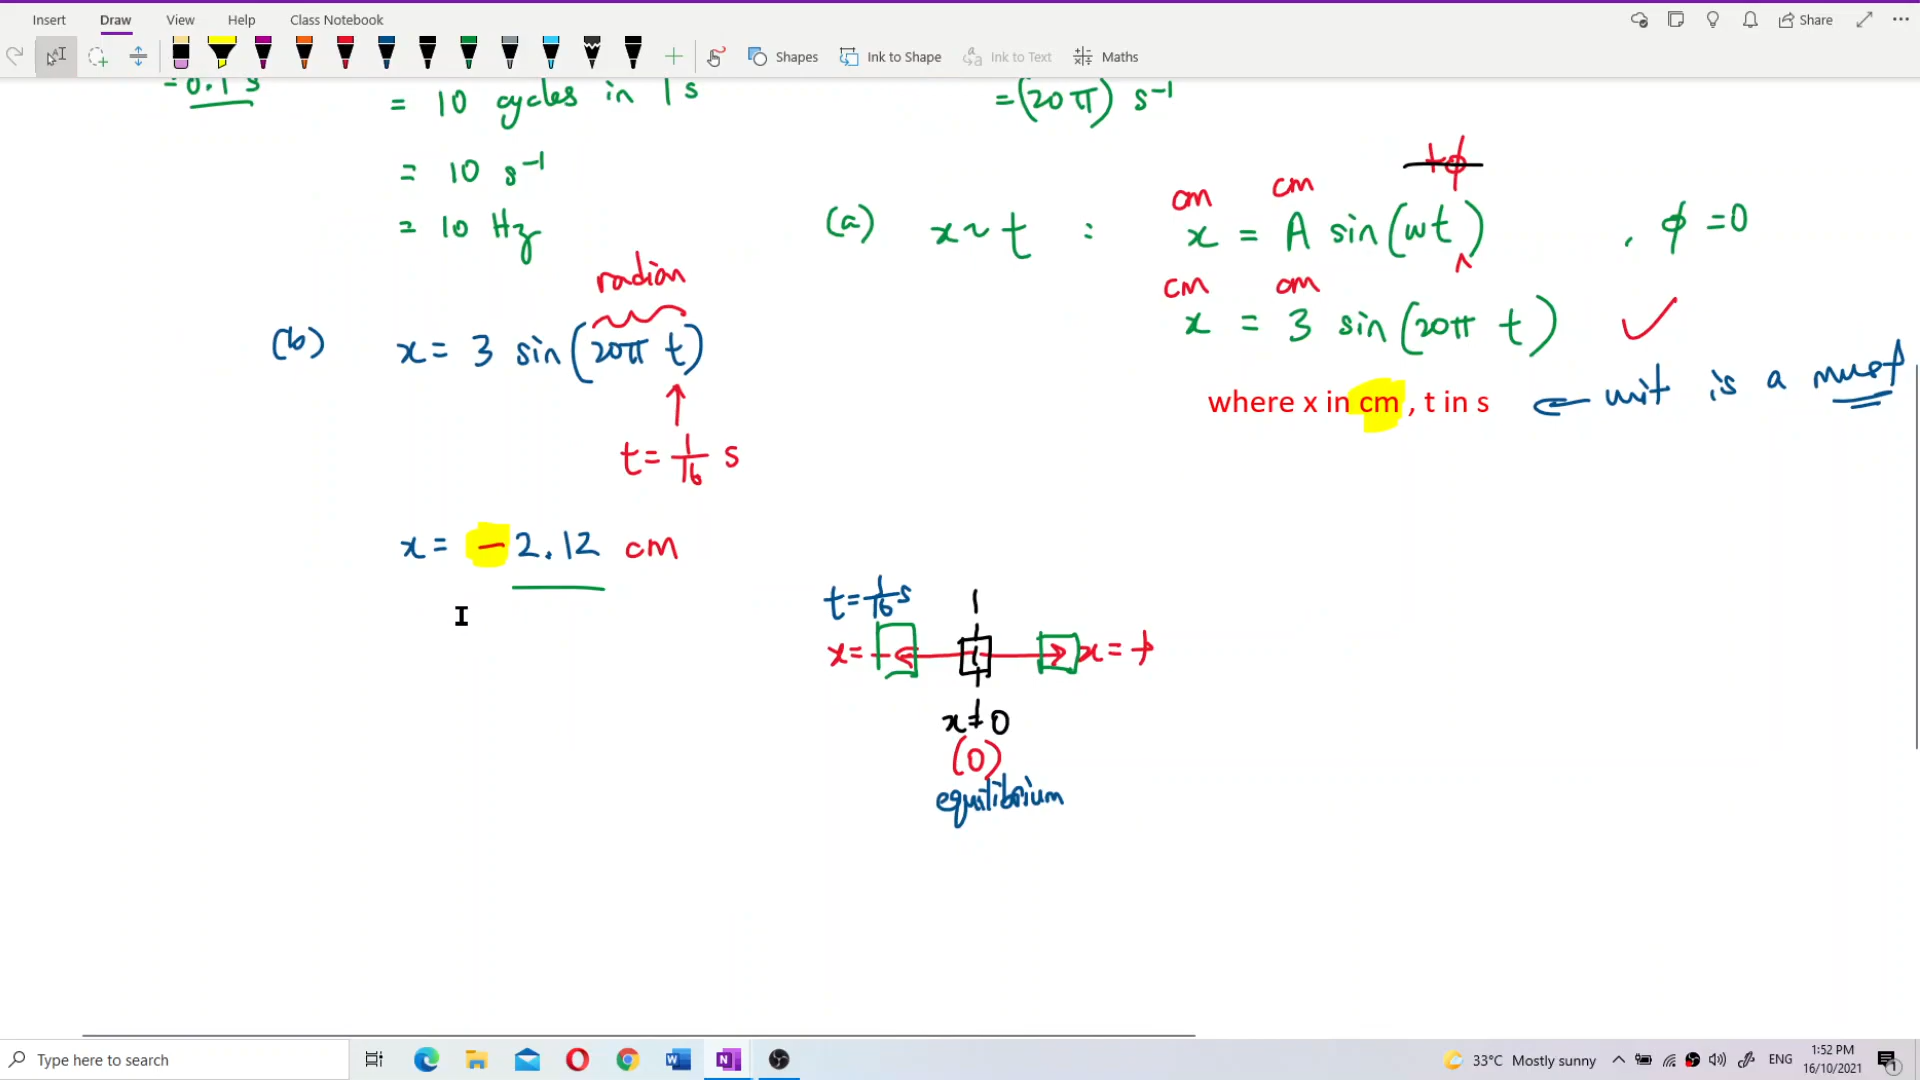 Insert Draw View Help Class Notebook Share
Shapes Ink to Shape Ink to Text Maths
= 0.1 s
= 10 cycles in 1 s
= (20π) s⁻¹
= 10 s⁻¹
= 10 Hz
+ϕ
cm cm
(a) x ~ t : x = A sin(ωt) , ϕ = 0
^
cm cm
x = 3 sin(20π t) ✓
where x in cm , t in s ← unit is a must
radian
(b) x = 3 sin(20π t)
↑
t = 1/16 s
x = - 2.12 cm
t = 1/16 s
x = - x = +
x = 0
(0)
equilibrium
Type here to search
33°C Mostly sunny ENG 1:52 PM
16/10/2021
1